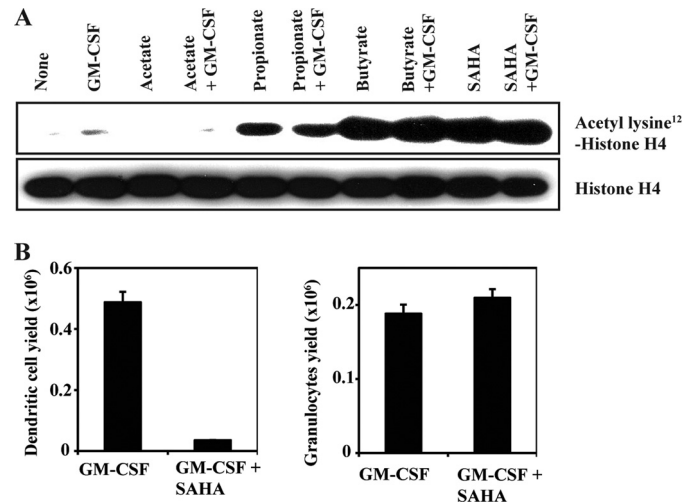 A
None
GM-CSF
Acetate
Acetate
+ GM-CSF
Propionate
Propionate
+ GM-CSF
Butyrate
Butyrate
+GM-CSF
SAHA
SAHA
+GM-CSF
Acetyl lysine¹²
-Histone H4
Histone H4
B
Dendritic cell yield (x10⁶)
0.6
0.4
0.2
0
GM-CSF
GM-CSF +
SAHA
Granulocytes yield (x10⁶)
0.2
0.1
0
GM-CSF
GM-CSF +
SAHA